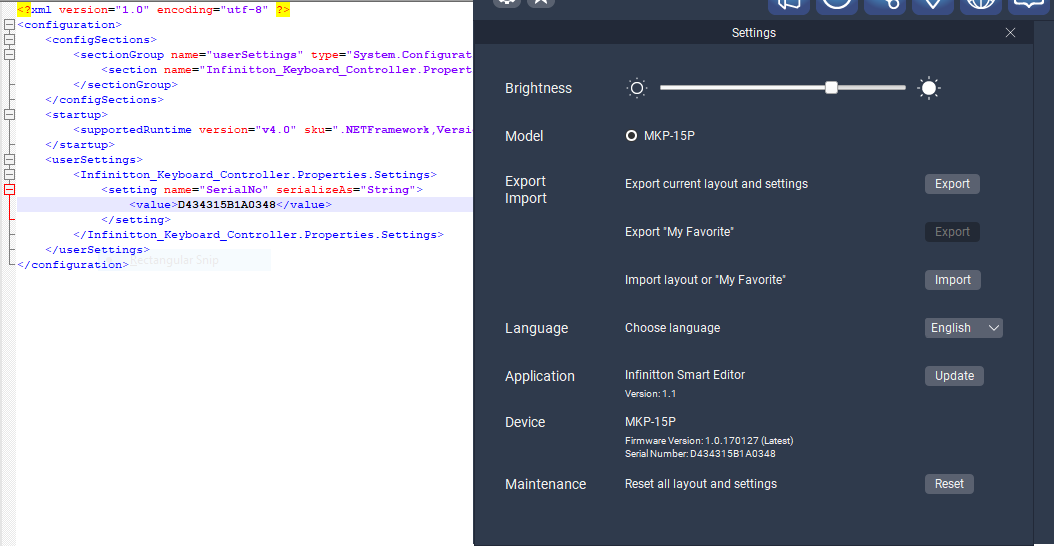 <?xml version="1.0" encoding="utf-8" ?>
<configuration>
<configSections>
<sectionGroup name="userSettings" type="System.Configurat
<section name="Infinitton_Keyboard_Controller.Propert
</sectionGroup>
</configSections>
<startup>
<supportedRuntime version="v4.0" sku=".NETFramework,Versio
</startup>
<userSettings>
<Infinitton_Keyboard_Controller.Properties.Settings>
<setting name="SerialNo" serializeAs="String">
<value>D434315B1A0348</value>
</setting>
</Infinitton_Keyboard_Controller.Properties.Settings>
</userSettings>
Rectangular Snip
</configuration>
Settings
Brightness
Model
MKP-15P
Export
Import
Export current layout and settings
Export
Export "My Favorite"
Export
Import layout or "My Favorite"
Import
Language
Choose language
English
Application
Infinitton Smart Editor
Update
Version: 1.1
Device
MKP-15P
Firmware Version: 1.0.170127 (Latest)
Serial Number: D434315B1A0348
Maintenance
Reset all layout and settings
Reset